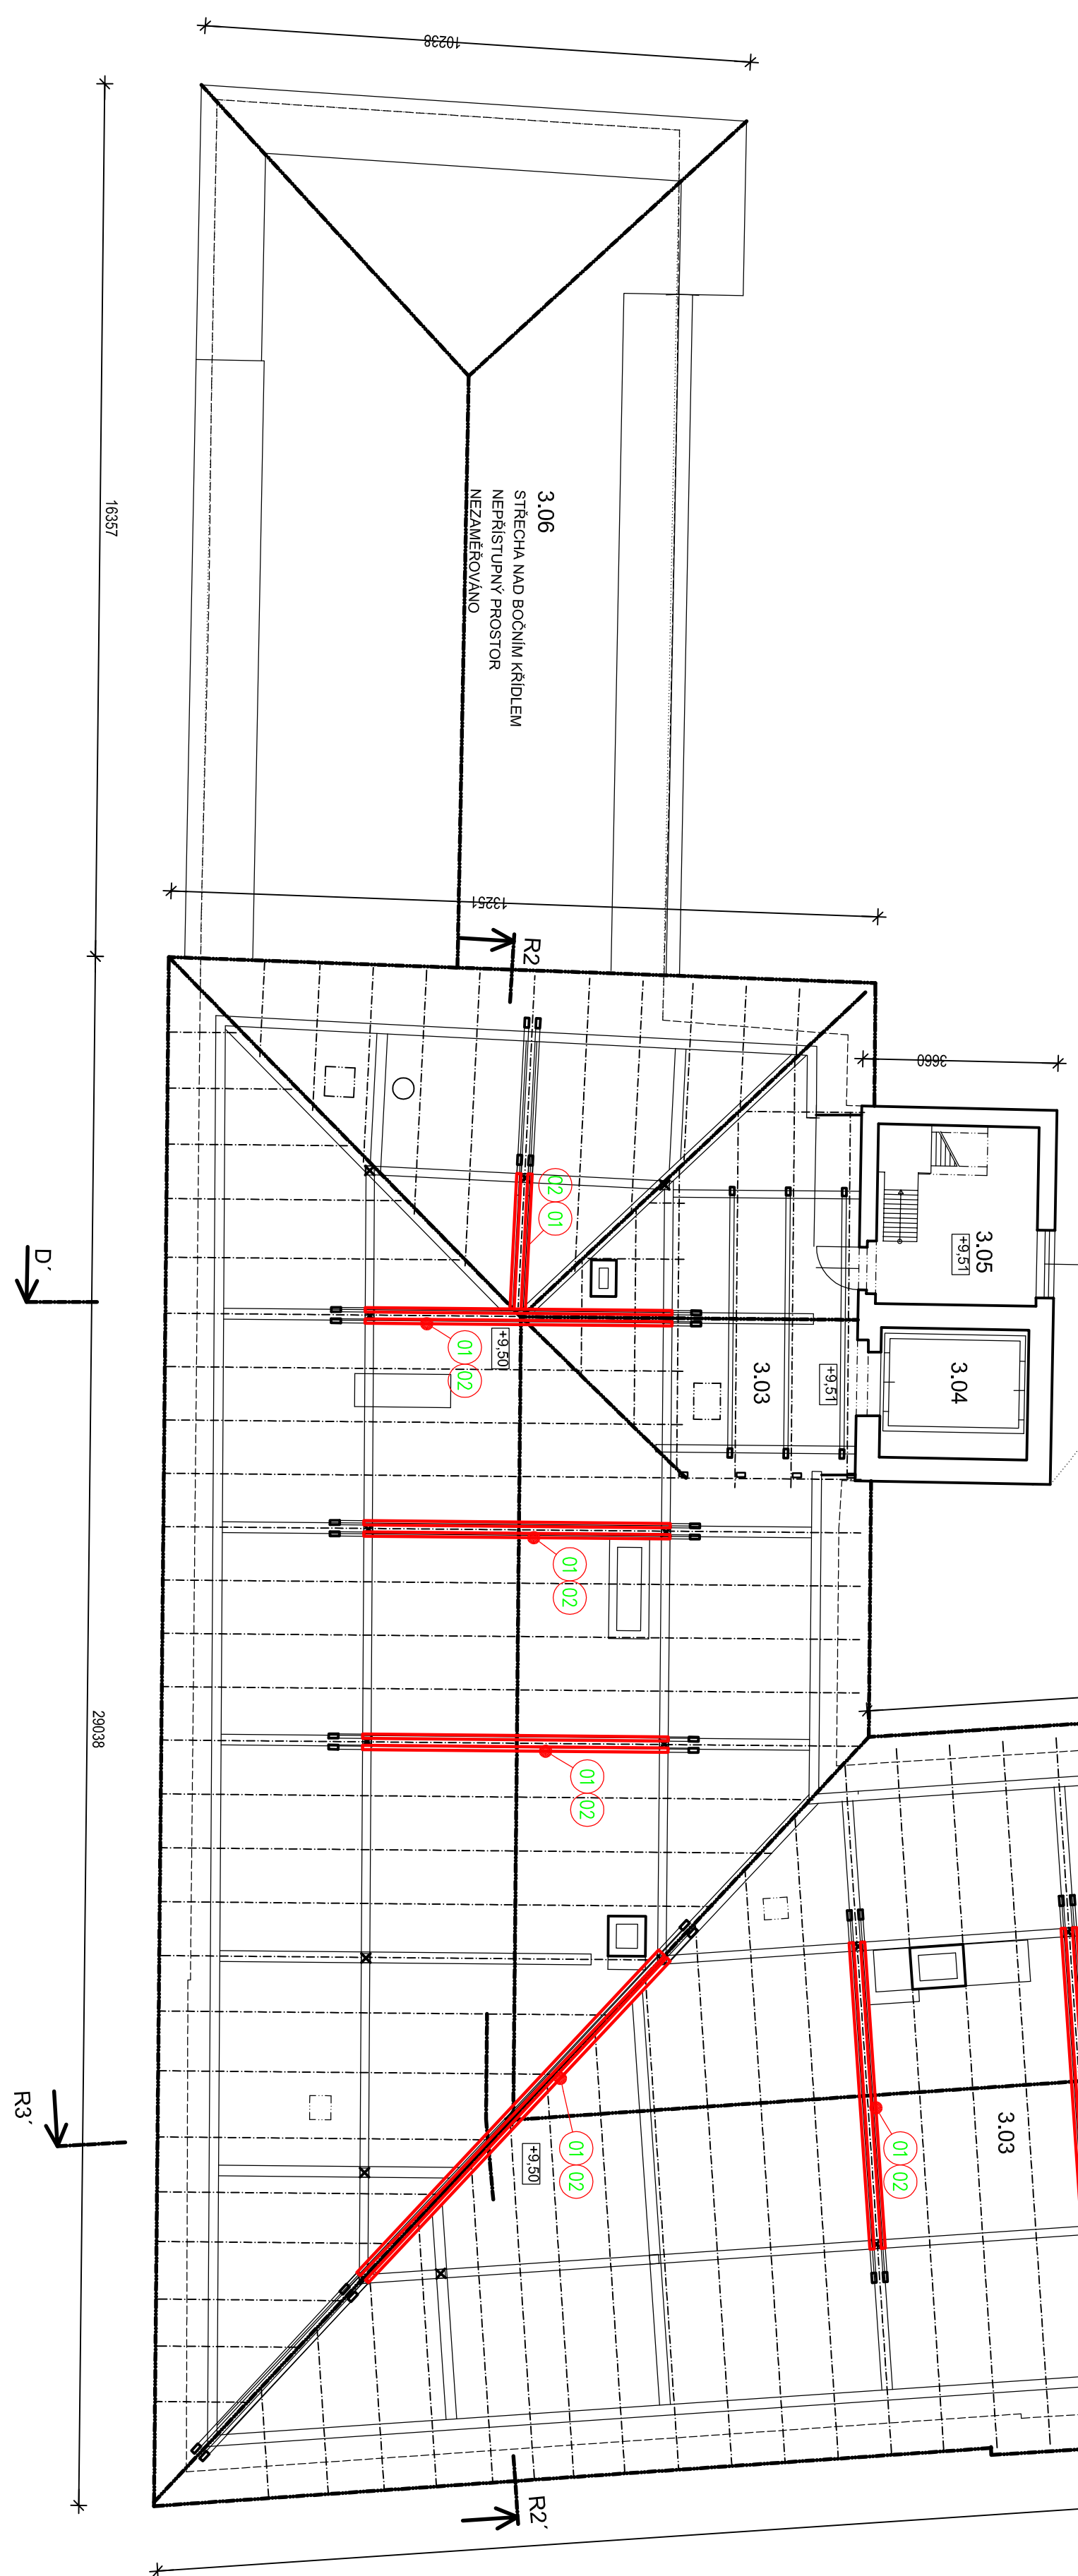 10238
16357
3.06
STŘECHA NAD BOČNÍM KŘÍDLEM
NEPŘÍSTUPNÝ PROSTOR
NEZAMĚŘOVÁNO
13251
R2
3660
02 01
3.05
+9,51
D´
01 02
+9,50
3.03
+9,51
3.04
01 02
29038
01 02
R3´
01 02
+9,50
01 02
3.03
R2´